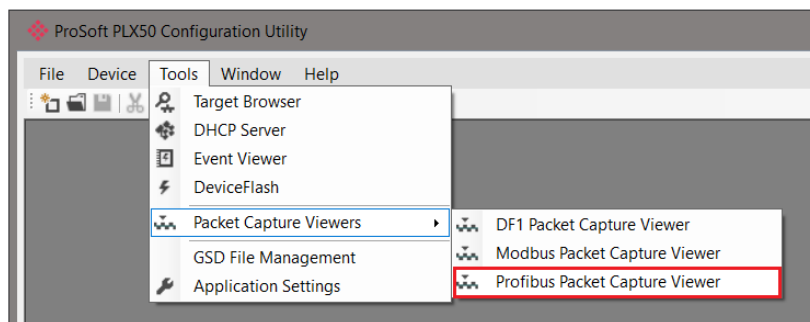 ProSoft PLX50 Configuration Utility
File Device Tools Window Help
Target Browser
DHCP Server
Event Viewer
DeviceFlash
Packet Capture Viewers
GSD File Management
Application Settings
DF1 Packet Capture Viewer
Modbus Packet Capture Viewer
Profibus Packet Capture Viewer